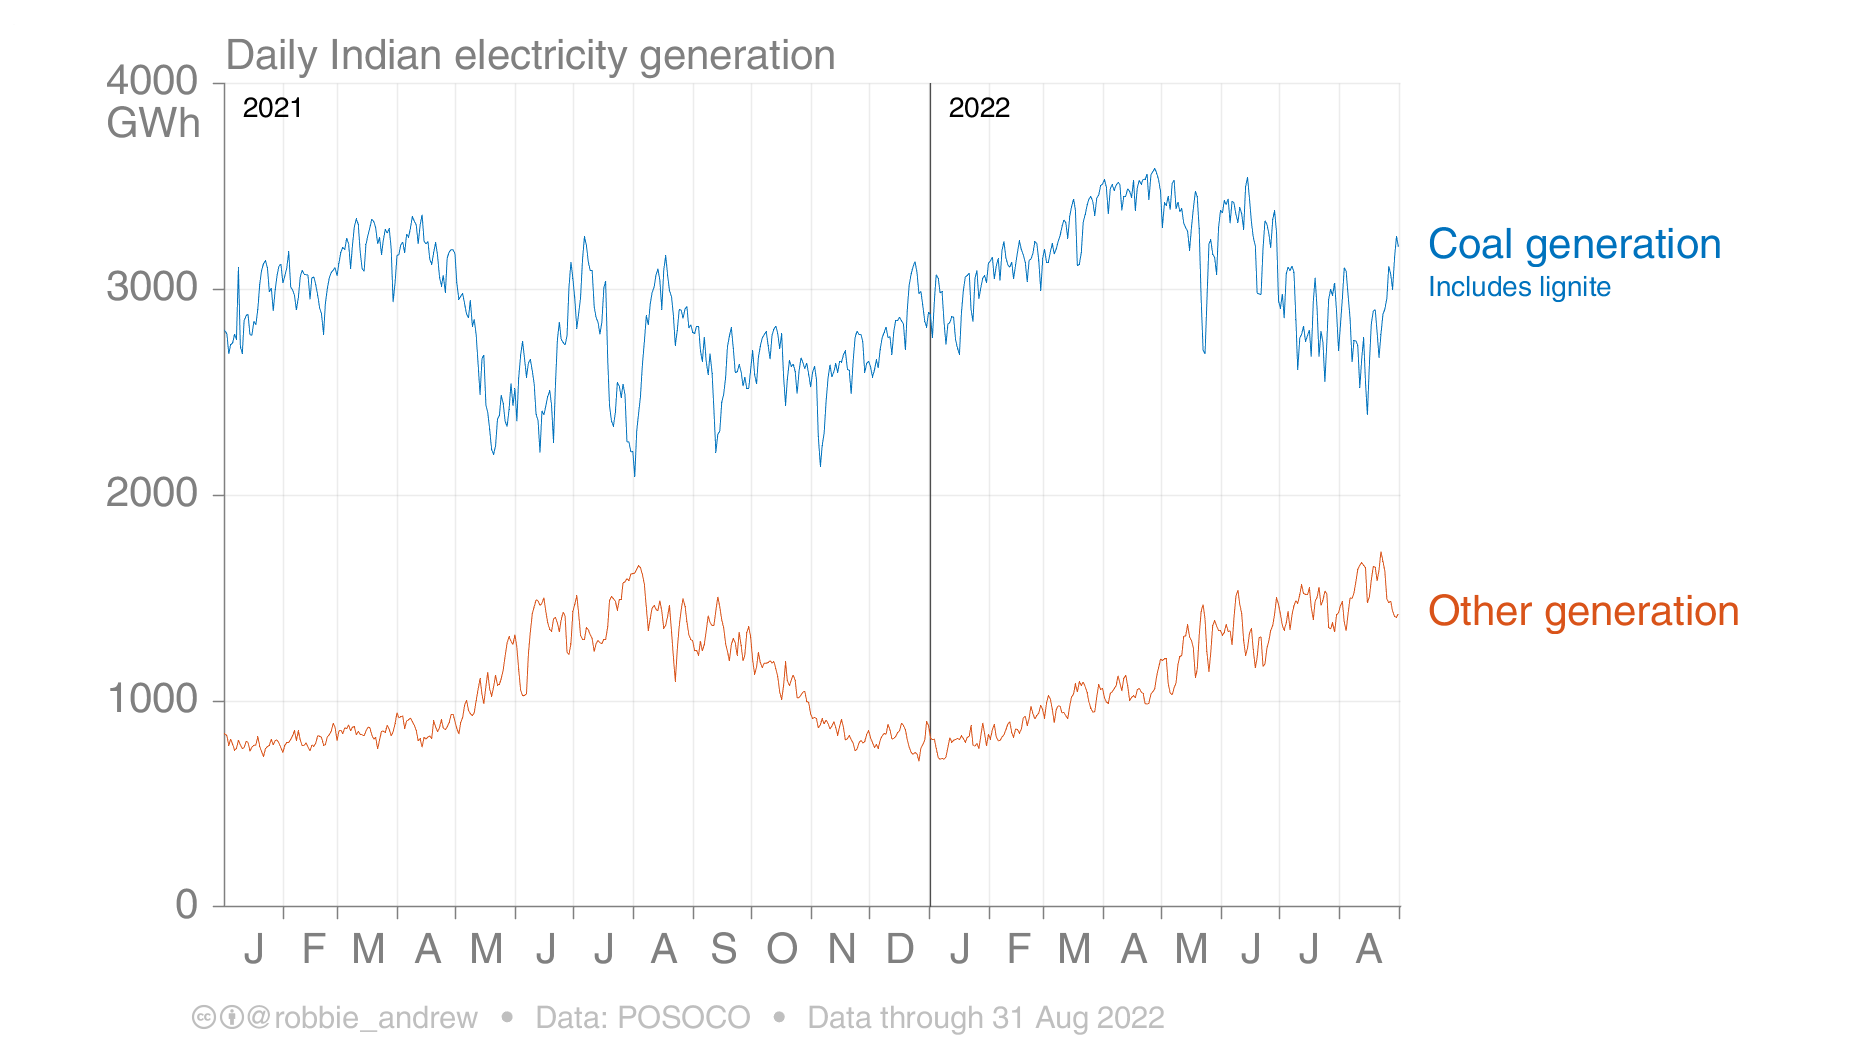 Daily Indian electricity generation
4000
GWh
2021
2022
3000
2000
1000
0
Coal generation
Includes lignite
Other generation
J F M A M J J A S O N D J F M A M J J A
@robbie_andrew • Data: POSOCO • Data through 31 Aug 2022